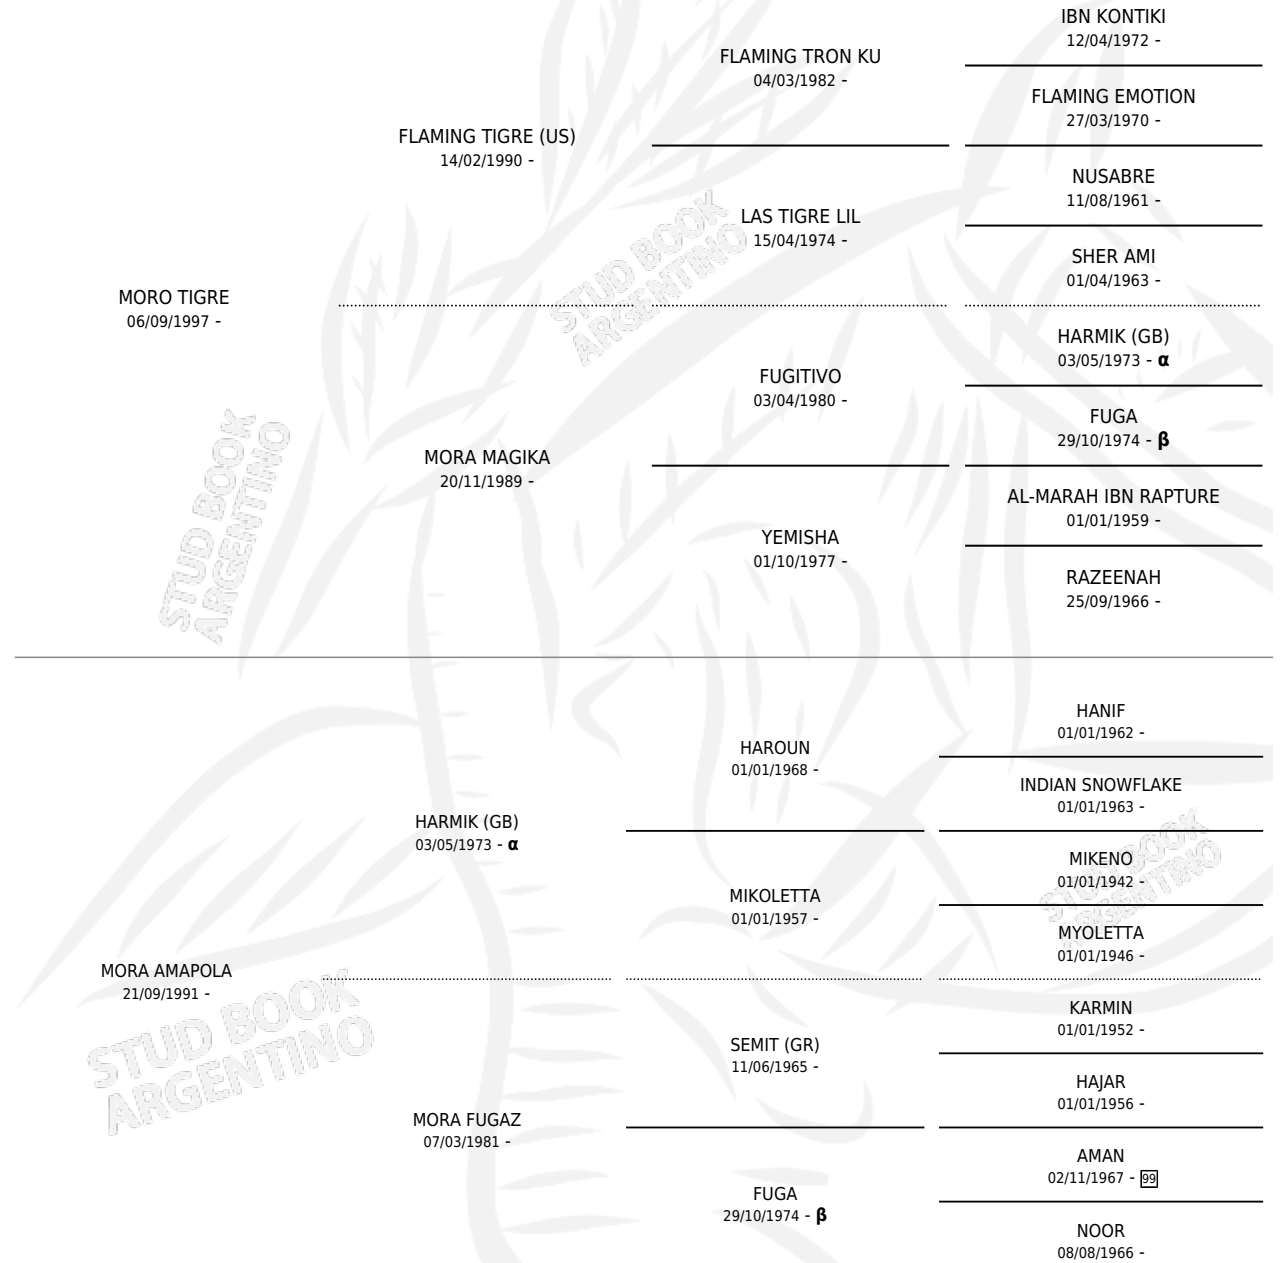 IBN KONTIKI
12/04/1972 -
FLAMING TRON KU
04/03/1982 -
FLAMING EMOTION
27/03/1970 -
FLAMING TIGRE (US)
14/02/1990 -
NUSABRE
11/08/1961 -
LAS TIGRE LIL
15/04/1974 -
SHER AMI
01/04/1963 -
MORO TIGRE
06/09/1997 -
HARMIK (GB)
03/05/1973 - α
FUGITIVO
03/04/1980 -
FUGA
29/10/1974 - β
MORA MAGIKA
20/11/1989 -
AL-MARAH IBN RAPTURE
01/01/1959 -
YEMISHA
01/10/1977 -
RAZEENAH
25/09/1966 -
HANIF
01/01/1962 -
HAROUN
01/01/1968 -
INDIAN SNOWFLAKE
01/01/1963 -
HARMIK (GB)
03/05/1973 - α
MIKENO
01/01/1942 -
MIKOLETTA
01/01/1957 -
MYOLETTA
01/01/1946 -
MORA AMAPOLA
21/09/1991 -
KARMIN
01/01/1952 -
SEMIT (GR)
11/06/1965 -
HAJAR
01/01/1956 -
MORA FUGAZ
07/03/1981 -
AMAN
02/11/1967 - 99
FUGA
29/10/1974 - β
NOOR
08/08/1966 -
STUD BOOK
ARGENTINO
STUD BOOK
ARGENTINO
STUD BOOK
ARGENTINO
STUD BOOK
ARGENTINO